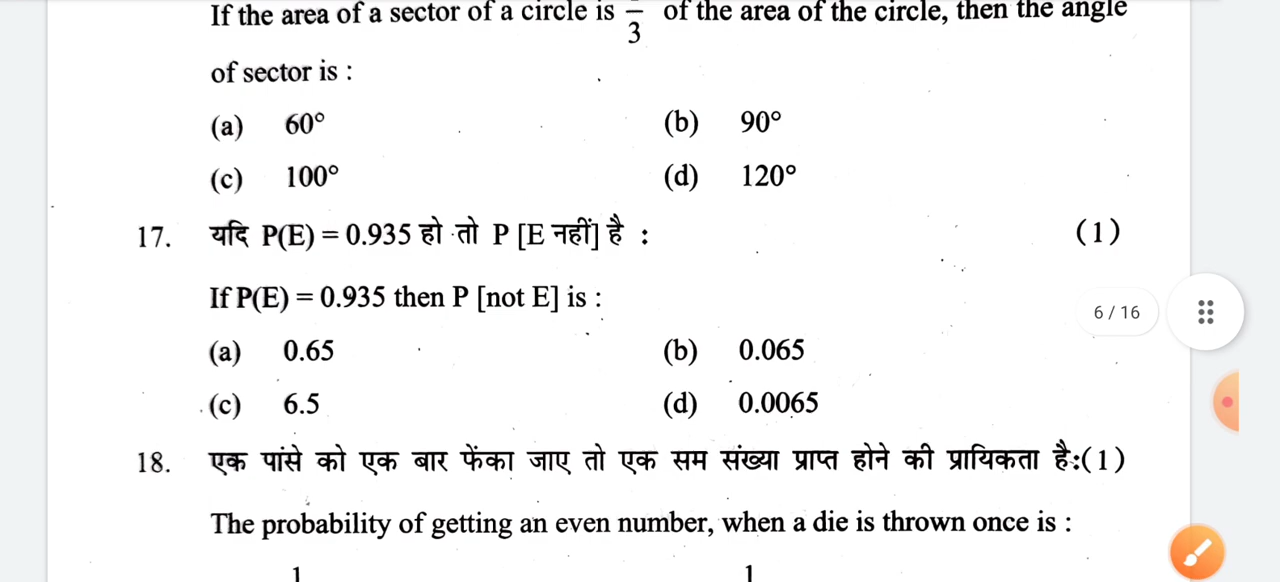 If the area of a sector of a circle is /3 of the area of the circle, then the angle
of sector is :
(a) 60° (b) 90°
(c) 100° (d) 120°
17. यदि P(E) = 0.935 हो तो P [E नहीं] है : (1)
If P(E) = 0.935 then P [not E] is :
(a) 0.65 (b) 0.065
6 / 16
(c) 6.5 (d) 0.0065
18. एक पांसे को एक बार फेंका जाए तो एक सम संख्या प्राप्त होने की प्रायिकता है:(1)
The probability of getting an even number, when a die is thrown once is :
1 1